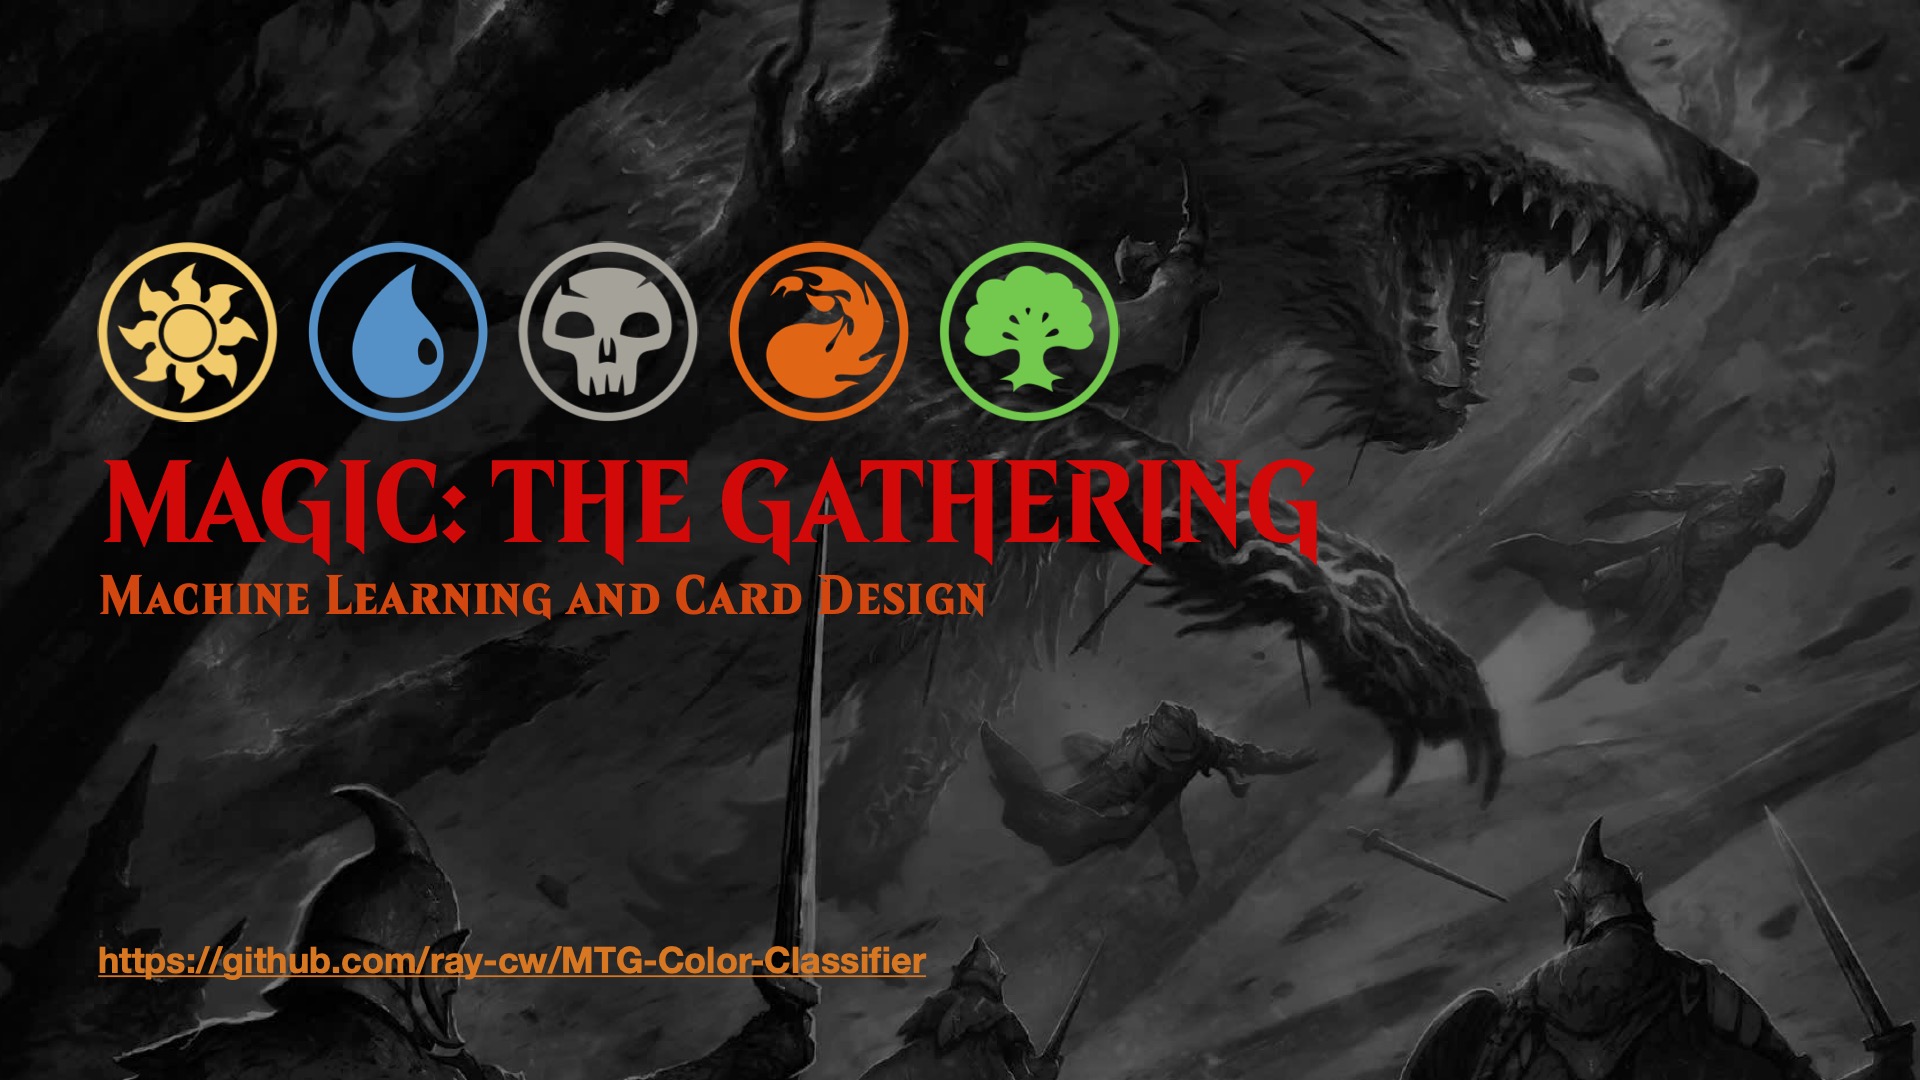 MAGIC: THE GATHERING
Machine Learning and Card Design
https://github.com/ray-cw/MTG-Color-Classifier